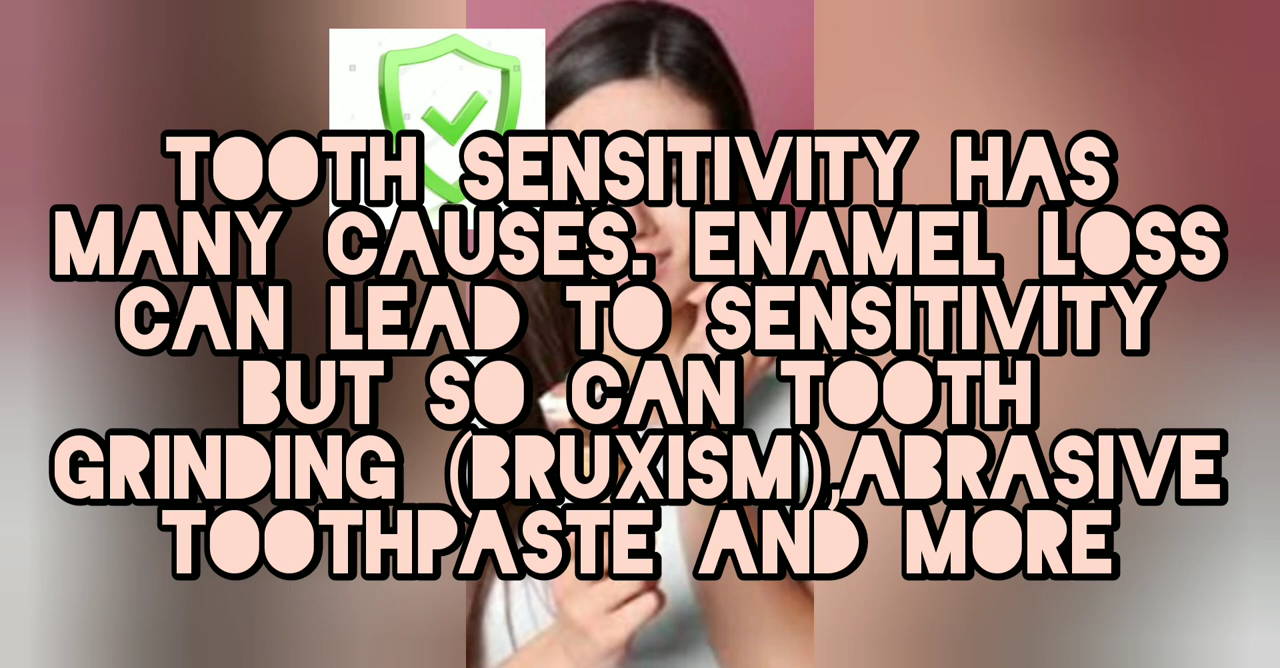 TOOTH SENSITIVITY HAS
MANY CAUSES. ENAMEL LOSS
CAN LEAD TO SENSITIVITY
BUT SO CAN TOOTH
GRINDING (BRUXISM),ABRASIVE
TOOTHPASTE AND MORE